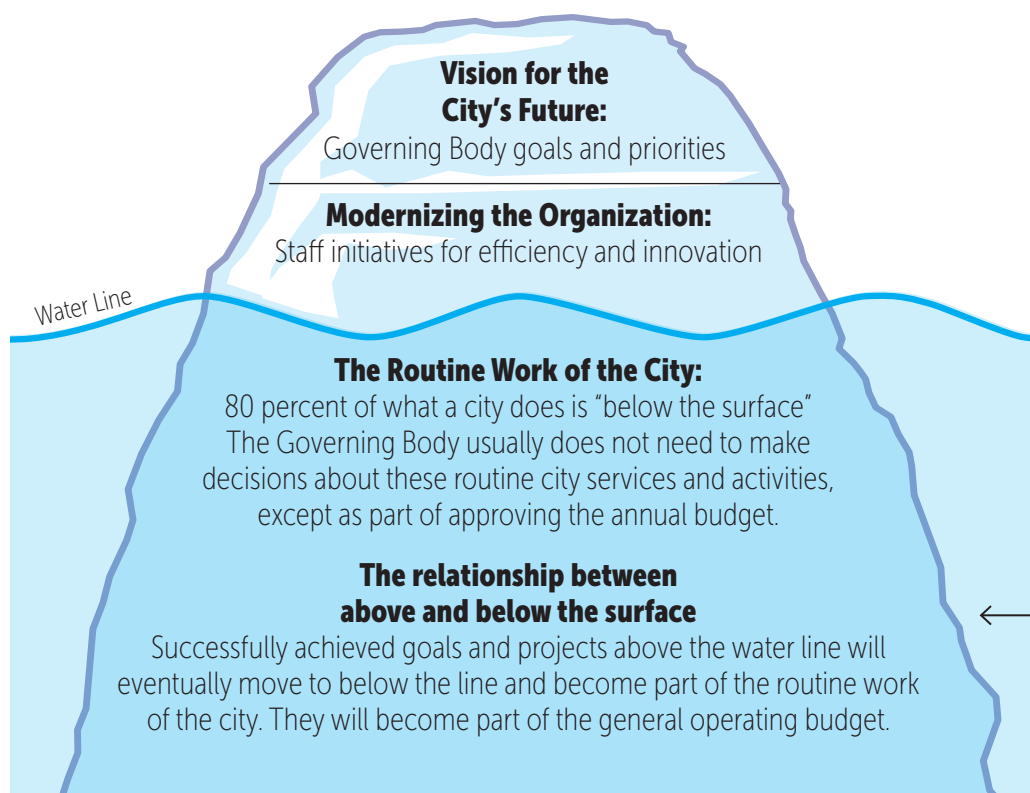 Vision for the
City’s Future:
Governing Body goals and priorities
Modernizing the Organization:
Staff initiatives for efficiency and innovation
Water Line
The Routine Work of the City:
80 percent of what a city does is “below the surface”
The Governing Body usually does not need to make
decisions about these routine city services and activities,
except as part of approving the annual budget.
The relationship between
above and below the surface
Successfully achieved goals and projects above the water line will
eventually move to below the line and become part of the routine work
of the city. They will become part of the general operating budget.